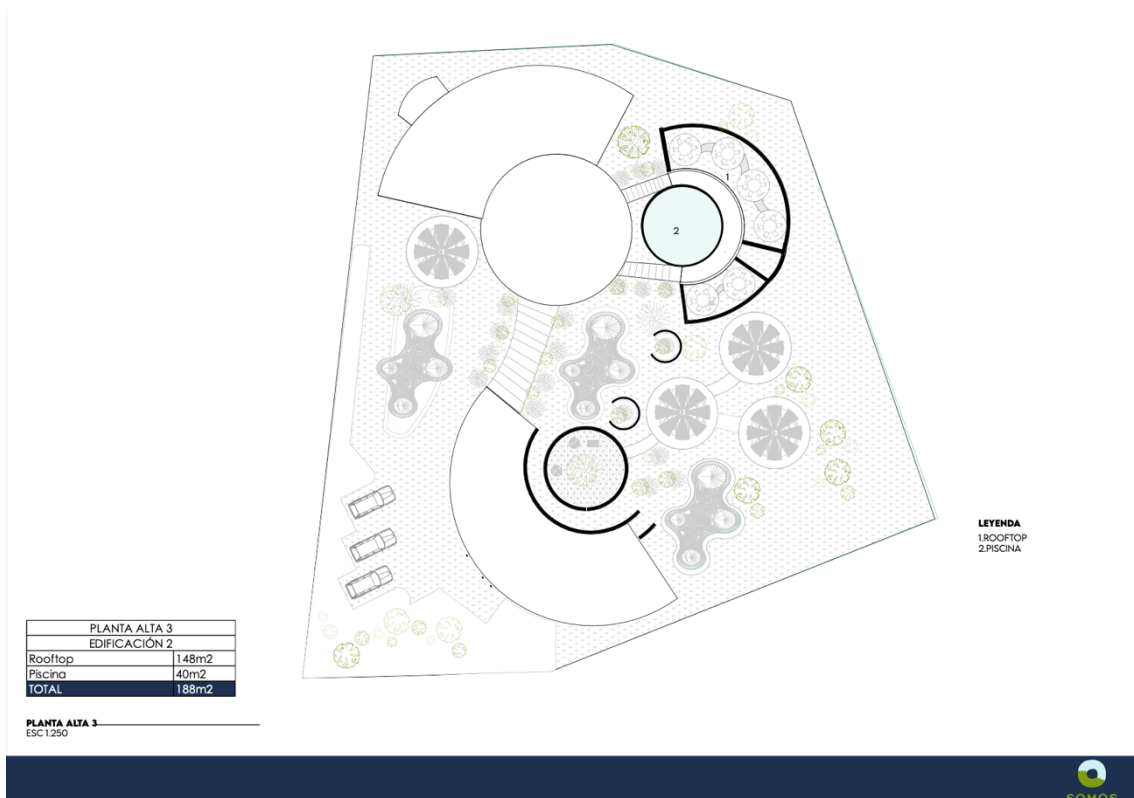 1
2
LEYENDA
1.ROOFTOP
2.PISCINA
PLANTA ALTA 3
EDIFICACIÓN 2
Rooftop 148m2
Piscina 40m2
TOTAL 188m2
PLANTA ALTA 3
ESC 1.250
SOMOS